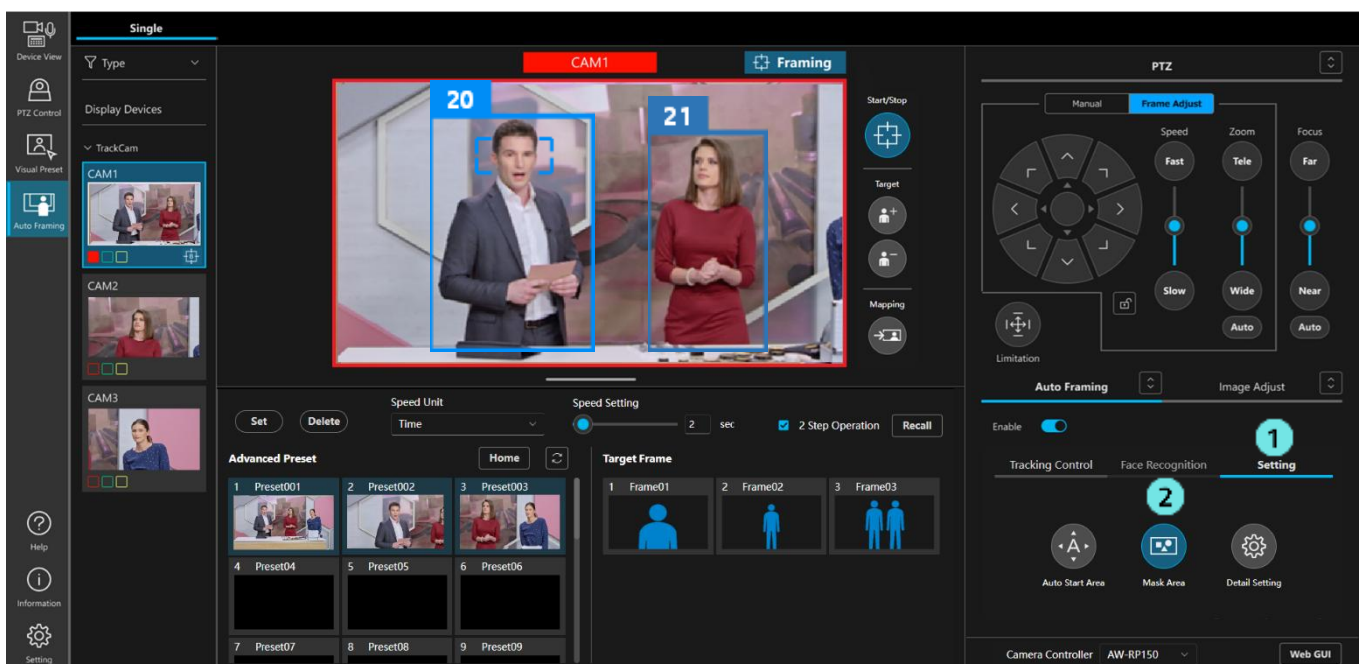 Device View
PTZ Control
Visual Preset
Auto Framing
Help
Information
Setting
Single
Type
Display Devices
TrackCam
CAM1
CAM2
CAM3
CAM1
Framing
20
21
Start/Stop
Target
Mapping
Set
Delete
Speed Unit
Time
Speed Setting
2 sec
2 Step Operation
Recall
Advanced Preset
Home
1 Preset001
2 Preset002
3 Preset003
4 Preset04
5 Preset05
6 Preset06
7 Preset07
8 Preset08
9 Preset09
Target Frame
1 Frame01
2 Frame02
3 Frame03
PTZ
Manual
Frame Adjust
Speed
Zoom
Focus
Fast
Tele
Far
Slow
Wide
Near
Auto
Auto
Limitation
Auto Framing
Image Adjust
Enable
1
Tracking Control
Face Recognition
Setting
2
A
Auto Start Area
Mask Area
Detail Setting
Camera Controller
AW-RP150
Web GUI